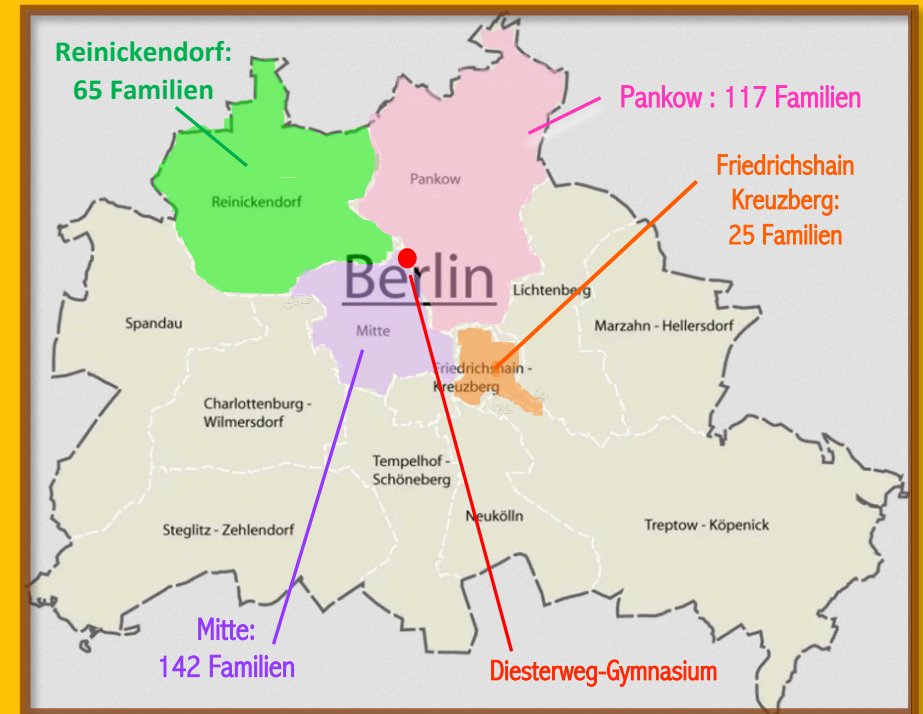 Reinickendorf:
65 Familien
Pankow : 117 Familien
Friedrichshain
Kreuzberg:
25 Familien
Pankow
Reinickendorf
Berlin
Lichtenberg
Spandau
Mitte
Marzahn - Hellersdorf
Friedrichshain -
Kreuzberg
Charlottenburg -
Wilmersdorf
Tempelhof -
Schöneberg
Neukölln
Steglitz - Zehlendorf
Treptow - Köpenick
Mitte:
142 Familien
Diesterweg-Gymnasium